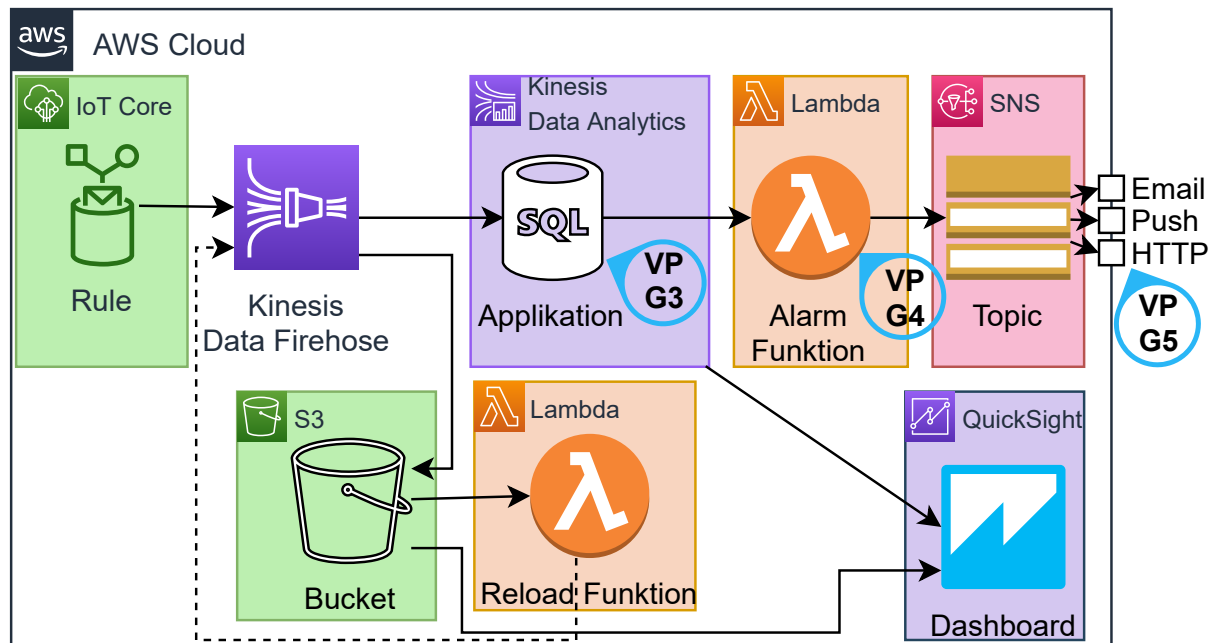 aws
AWS Cloud
IoT Core
Rule
Kinesis
Data Firehose
Kinesis
Data Analytics
SQL
Applikation
VP
G3
Lambda
Alarm
Funktion
VP
G4
SNS
Topic
Email
Push
HTTP
VP
G5
S3
Bucket
Lambda
Reload Funktion
QuickSight
Dashboard